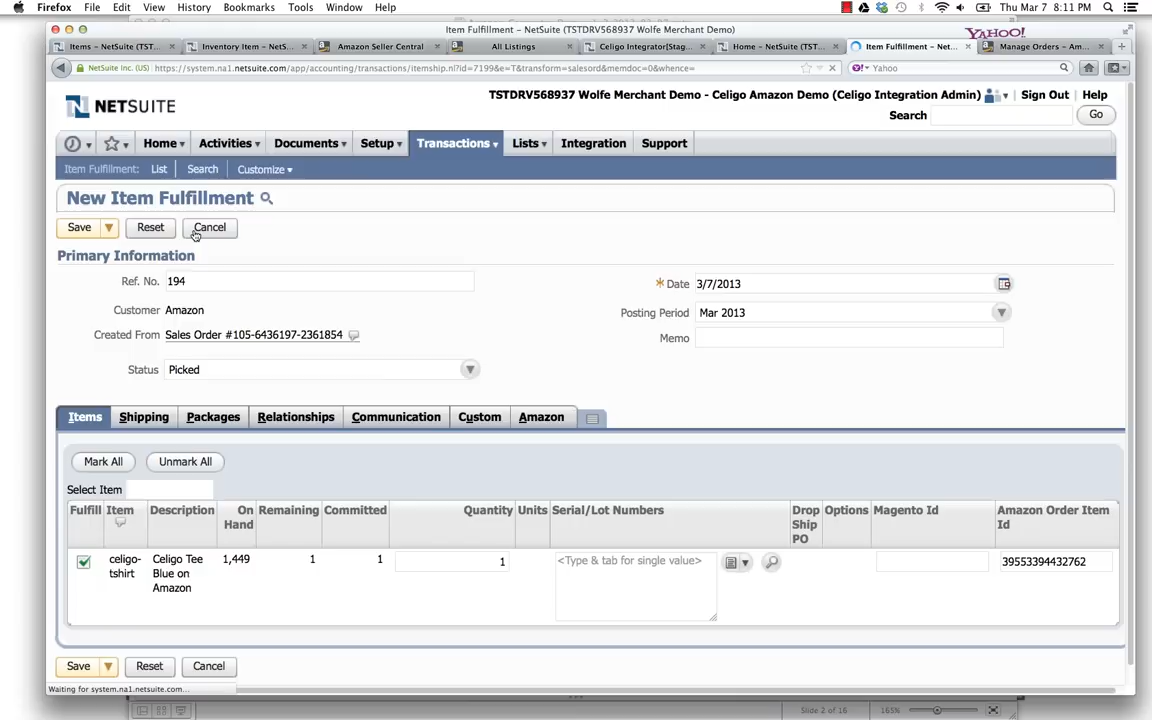 Firefox File Edit View History Bookmarks Tools Window Help Thu Mar 7 8:11 PM
Item Fulfillment – NetSuite (TSTDRV568937) Wolfe Merchant Demo)
Items – NetSuite (TST... Inventory Item – NetS... Amazon Seller Central All Listings Celigo Integrator[Stag... Home – NetSuite (TST... Item Fulfillment – Net... YAHOO! Manage Orders – Am...
NetSuite Inc. (US) https://system.na1.netsuite.com/app/accounting/transactions/itemship.nl?id=7199&e=T&transform=salesord&memdoc=0&whence= Yahoo
NETSUITE
TSTDRV568937 Wolfe Merchant Demo - Celigo Amazon Demo (Celigo Integration Admin) Sign Out Help
Search Go
Home Activities Documents Setup Transactions Lists Integration Support
Item Fulfillment: List Search Customize
New Item Fulfillment
Save Reset Cancel
Primary Information
Ref. No. 194
Customer Amazon
Created From Sales Order #105-6436197-2361854
Status Picked
Date 3/7/2013
Posting Period Mar 2013
Memo
Items Shipping Packages Relationships Communication Custom Amazon
Mark All Unmark All
Select Item
Fulfill Item Description On Hand Remaining Committed Quantity Units Serial/Lot Numbers Drop Ship PO Options Magento Id Amazon Order Item Id
celigo-tshirt Celigo Tee Blue on Amazon 1,449 1 1 1 <Type & tab for single value> 39553394432762
Save Reset Cancel
Waiting for system.na1.netsuite.com...
Slide 2 of 16 165%